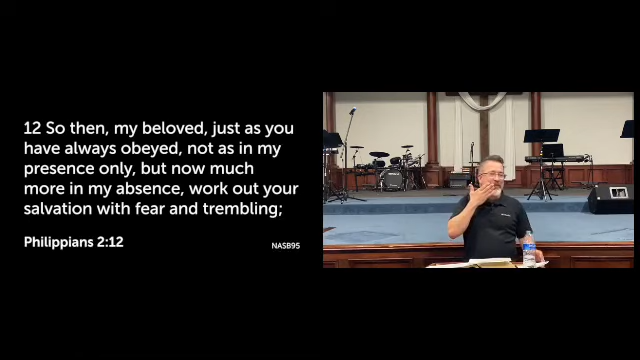 12 So then, my beloved, just as you
have always obeyed, not as in my
presence only, but now much
more in my absence, work out your
salvation with fear and trembling;
Philippians 2:12
NASB95